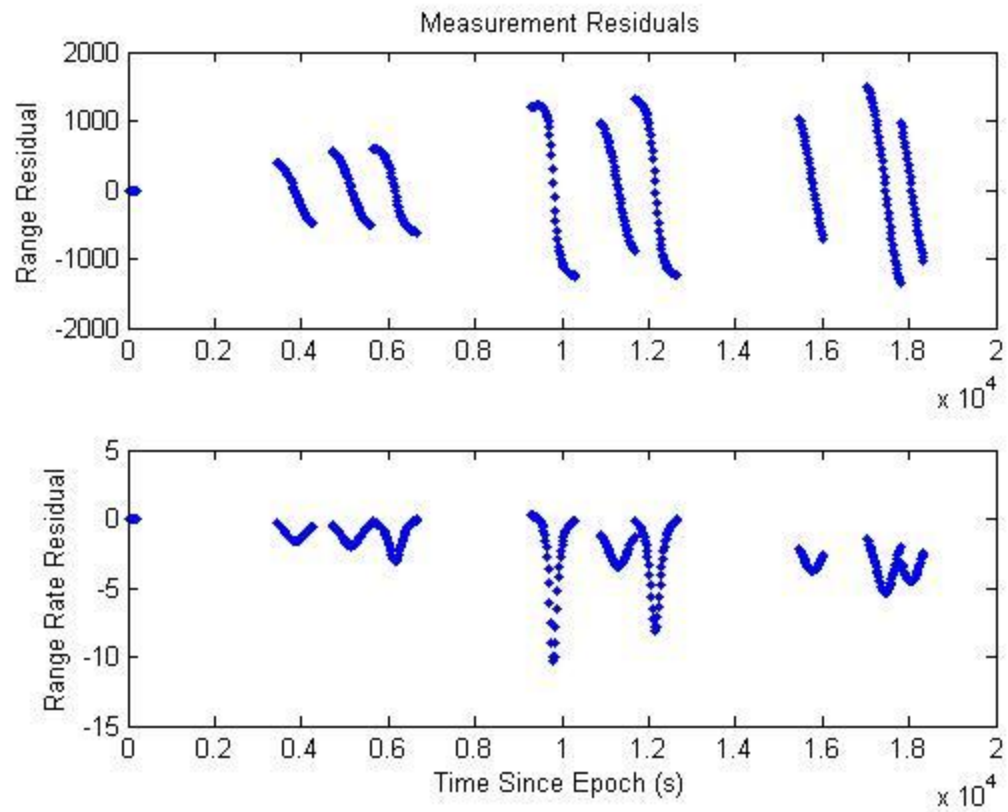 Measurement Residuals
Range Residual
2000
1000
0
-1000
-2000
0 0.2 0.4 0.6 0.8 1 1.2 1.4 1.6 1.8 2
x 10^4
Range Rate Residual
5
0
-5
-10
-15
0 0.2 0.4 0.6 0.8 1 1.2 1.4 1.6 1.8 2
Time Since Epoch (s)
x 10^4